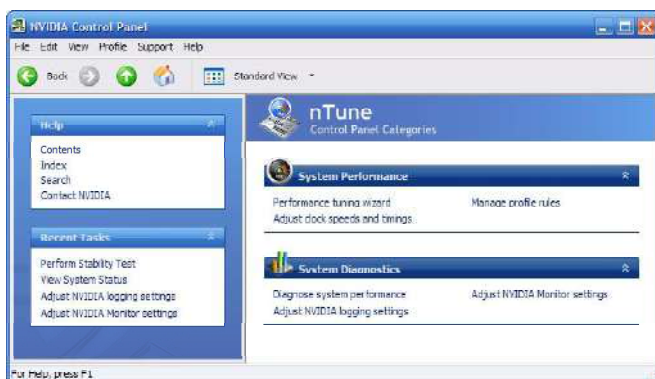 NVIDIA Control Panel
File Edit View Profile Support Help
Back Standard View
Help
Contents
Index
Search
Contact NVIDIA
Recent Tasks
Perform Stability Test
View System Status
Adjust NVIDIA logging settings
Adjust NVIDIA Monitor settings
nTune
Control Panel Categories
System Performance
Performance tuning wizard
Manage profile rules
Adjust clock speeds and timings
System Diagnostics
Diagnose system performance
Adjust NVIDIA Monitor settings
Adjust NVIDIA logging settings
For Help, press F1